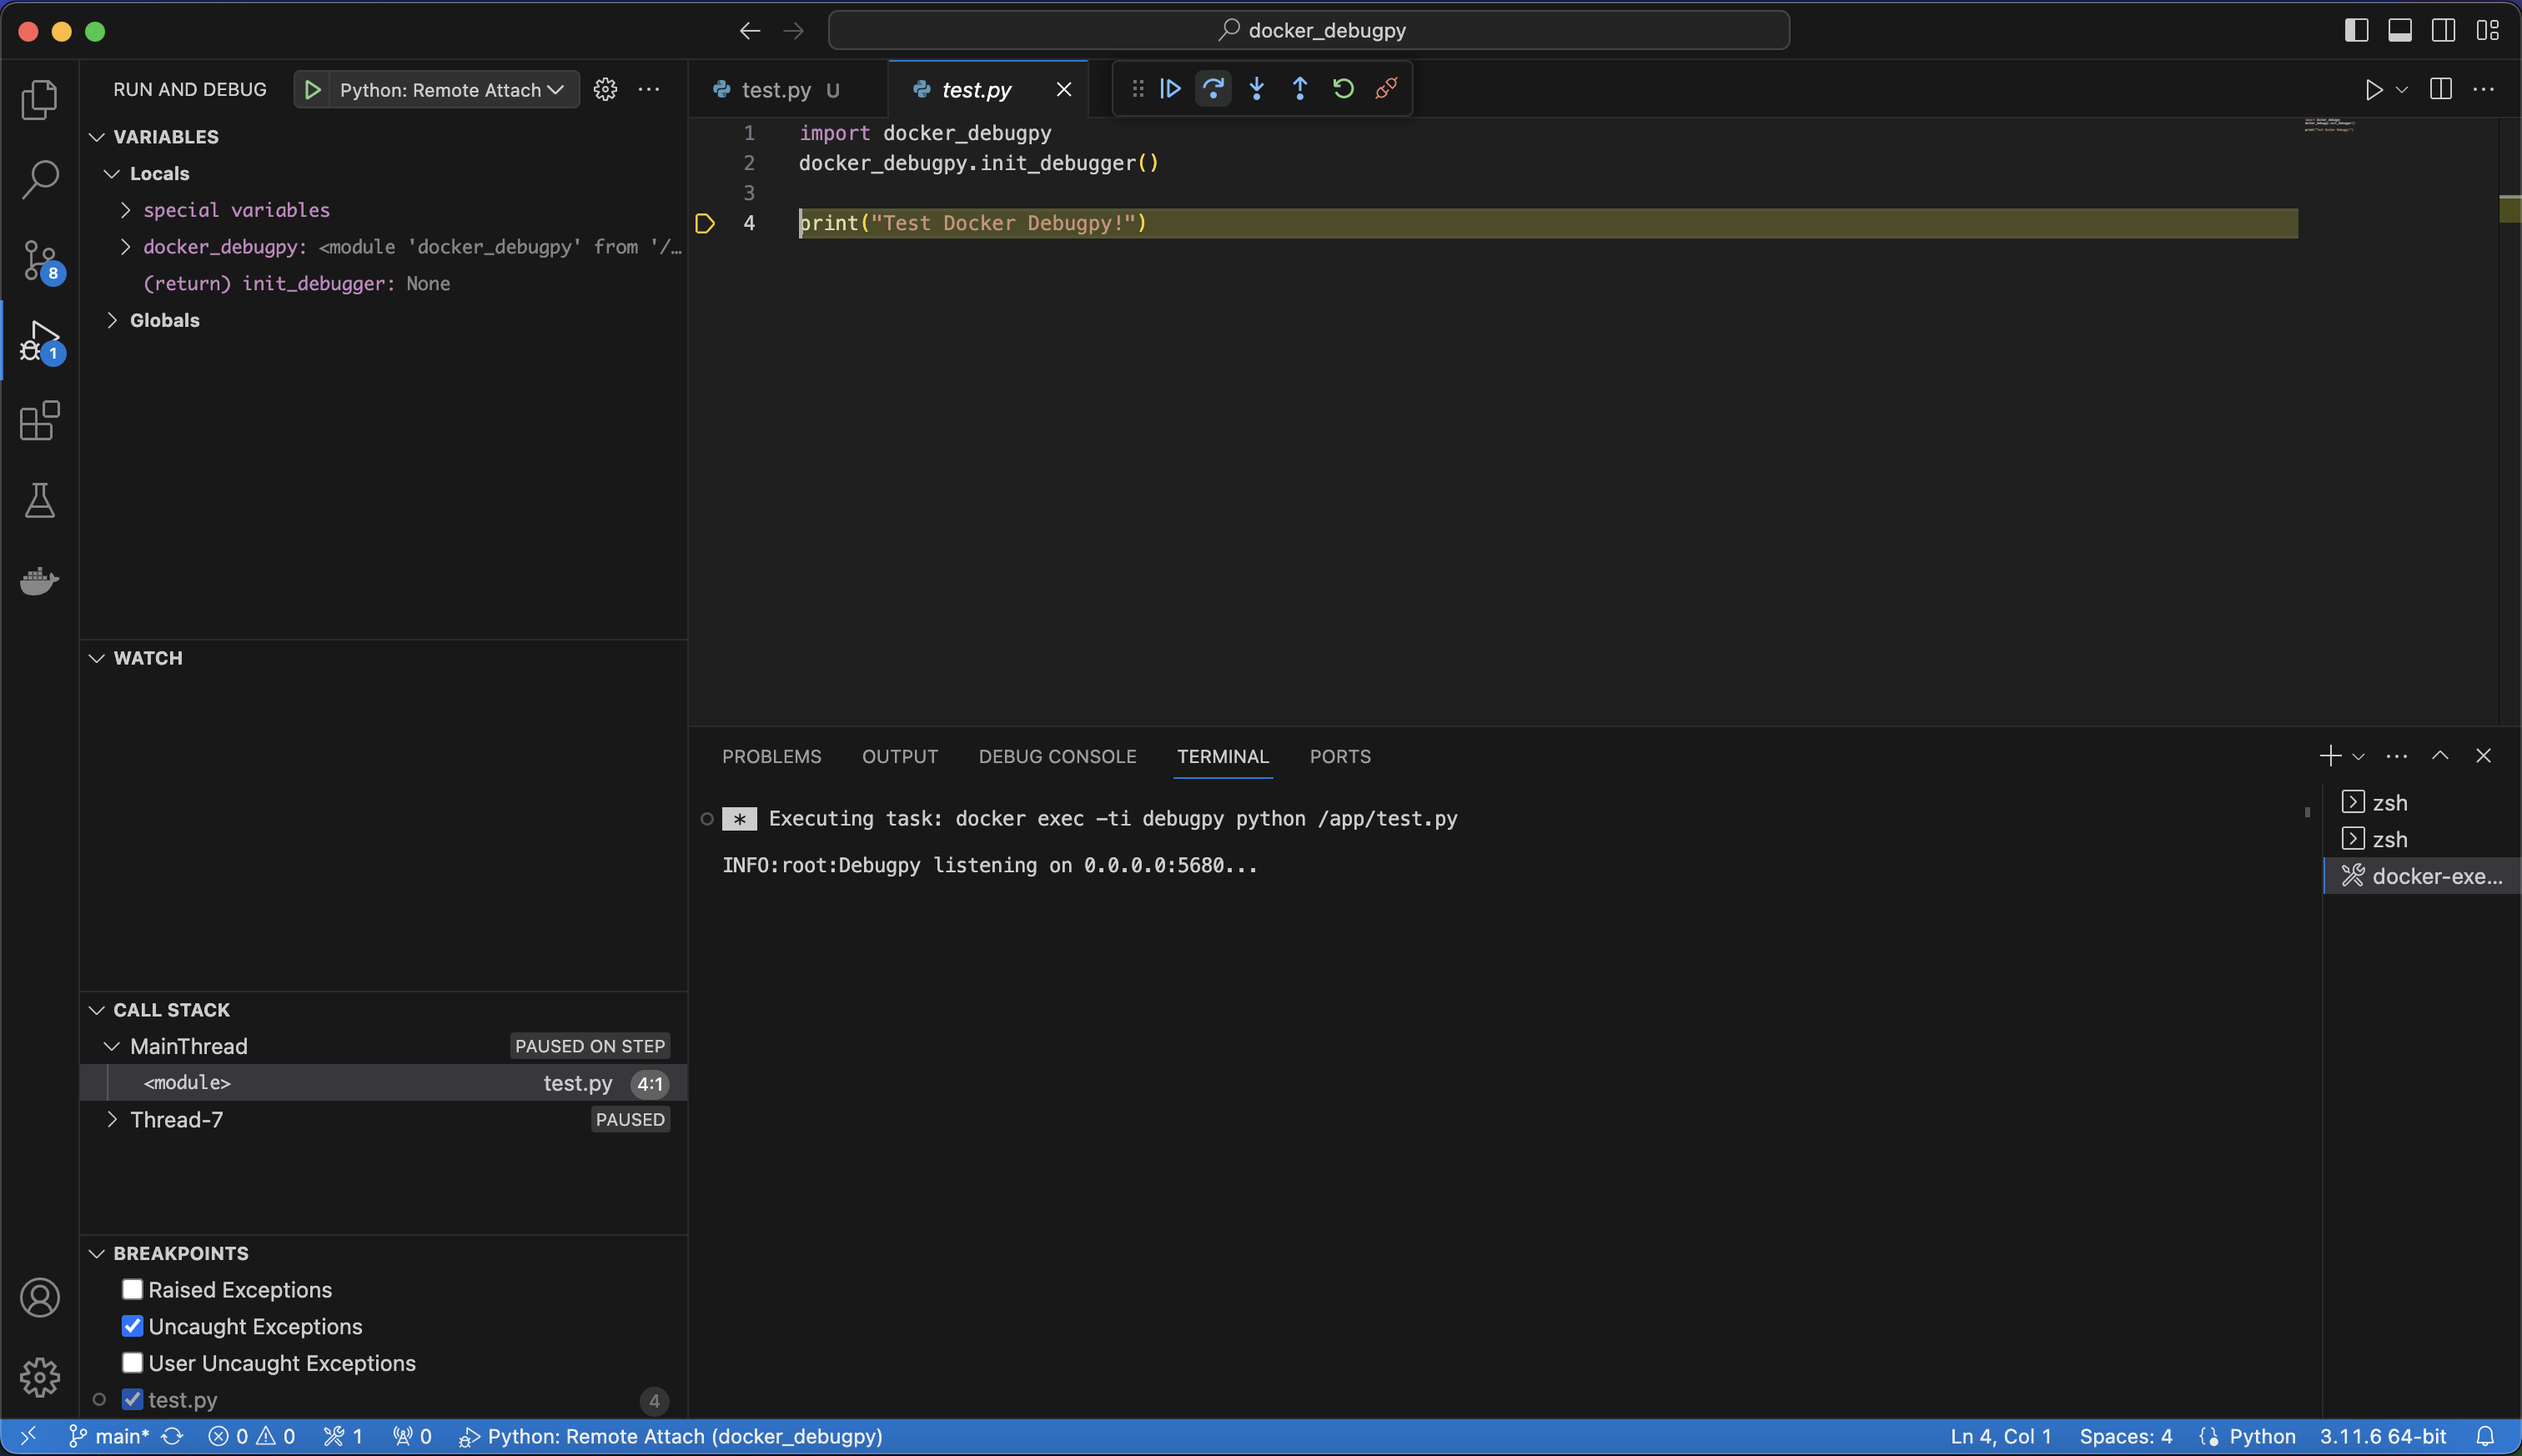 docker_debugpy
RUN AND DEBUG
Python: Remote Attach
VARIABLES
Locals
special variables
docker_debugpy: <module 'docker_debugpy' from '/…
(return) init_debugger: None
Globals
WATCH
CALL STACK
MainThread PAUSED ON STEP
<module> test.py 4:1
Thread-7 PAUSED
BREAKPOINTS
Raised Exceptions
Uncaught Exceptions
User Uncaught Exceptions
test.py 4
8
1
test.py U
test.py
1 import docker_debugpy
2 docker_debugpy.init_debugger()
3
4 print("Test Docker Debugpy!")
PROBLEMS OUTPUT DEBUG CONSOLE TERMINAL PORTS
* Executing task: docker exec -ti debugpy python /app/test.py
INFO:root:Debugpy listening on 0.0.0.0:5680...
zsh
zsh
docker-exe…
main* 0 0 1 0 Python: Remote Attach (docker_debugpy) Ln 4, Col 1 Spaces: 4 Python 3.11.6 64-bit